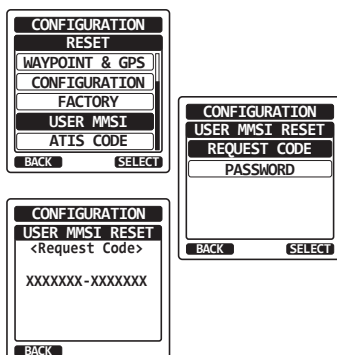 CONFIGURATION
RESET
WAYPOINT & GPS
CONFIGURATION
FACTORY
USER MMSI
ATIS CODE
BACK SELECT
CONFIGURATION
USER MMSI RESET
REQUEST CODE
PASSWORD
BACK SELECT
CONFIGURATION
USER MMSI RESET
<Request Code>
XXXXXXX-XXXXXXX
BACK